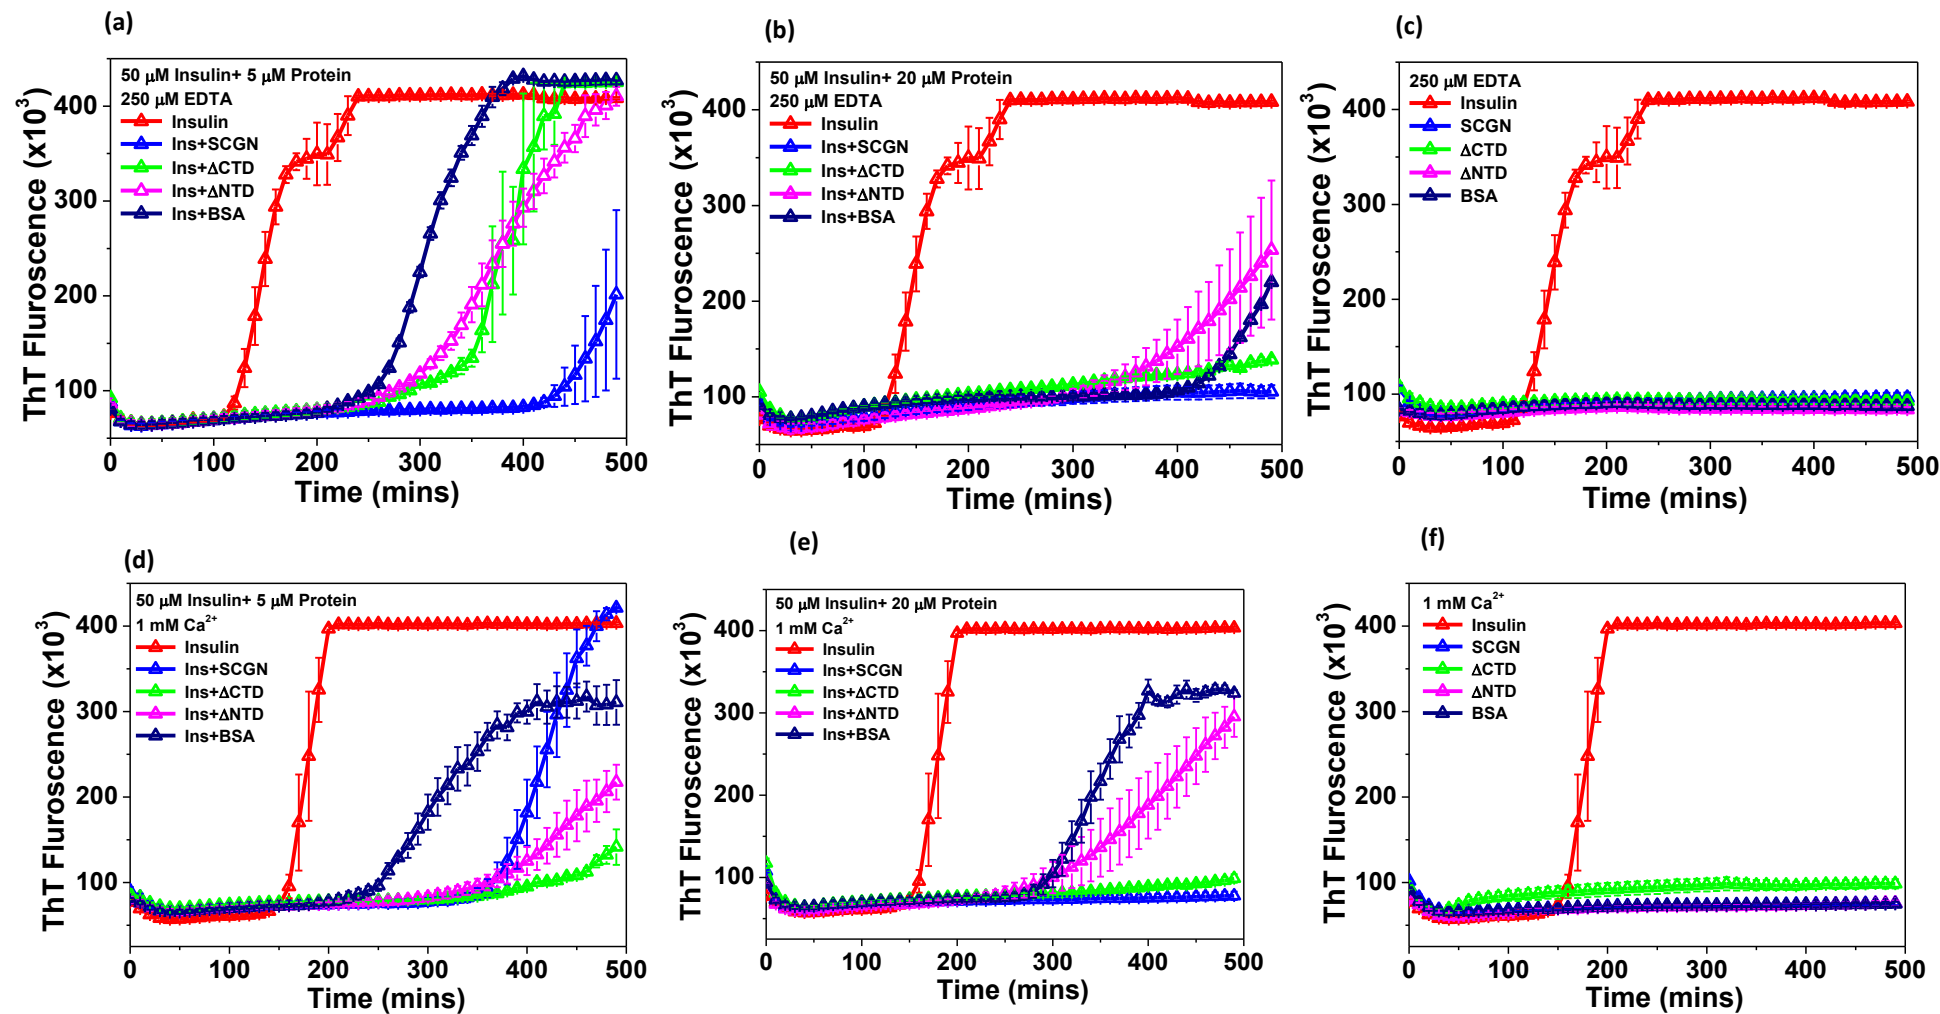 (a)
50 μM Insulin+ 5 μM Protein
250 μM EDTA
Insulin
Ins+SCGN
Ins+ΔCTD
Ins+ΔNTD
Ins+BSA
ThT Fluroscence (x10³)
400
300
200
100
0 100 200 300 400 500
Time (mins)
(b)
50 μM Insulin+ 20 μM Protein
250 μM EDTA
Insulin
Ins+SCGN
Ins+ΔCTD
Ins+ΔNTD
Ins+BSA
ThT Fluroscence (x10³)
400
300
200
100
0 100 200 300 400 500
Time (mins)
(c)
250 μM EDTA
Insulin
SCGN
ΔCTD
ΔNTD
BSA
ThT Fluroscence (x10³)
400
300
200
100
0 100 200 300 400 500
Time (mins)
(d)
50 μM Insulin+ 5 μM Protein
1 mM Ca²⁺
Insulin
Ins+SCGN
Ins+ΔCTD
Ins+ΔNTD
Ins+BSA
ThT Fluroscence (x10³)
400
300
200
100
0 100 200 300 400 500
Time (mins)
(e)
50 μM Insulin+ 20 μM Protein
1 mM Ca²⁺
Insulin
Ins+SCGN
Ins+ΔCTD
Ins+ΔNTD
Ins+BSA
ThT Fluroscence (x10³)
400
300
200
100
0 100 200 300 400 500
Time (mins)
(f)
1 mM Ca²⁺
Insulin
SCGN
ΔCTD
ΔNTD
BSA
ThT Fluroscence (x10³)
400
300
200
100
0 100 200 300 400 500
Time (mins)